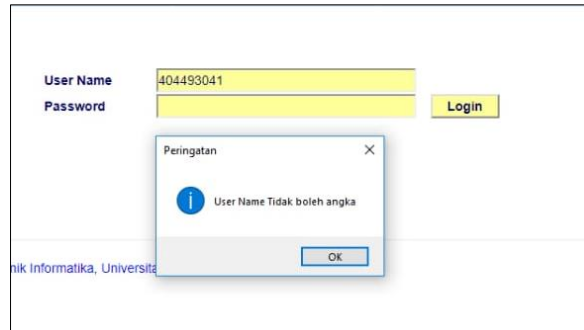 User Name 404493041
Password Login
Peringatan
User Name Tidak boleh angka
OK
nik Informatika, Universita